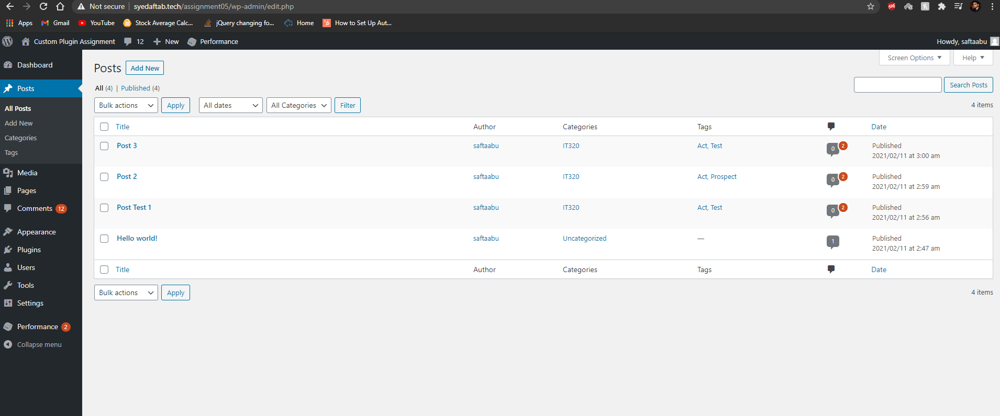 Not secure | syedaftab.tech/assignment05/wp-admin/edit.php
Apps Gmail YouTube Stock Average Calc... jQuery changing fo... Home How to Set Up Aut...
Custom Plugin Assignment 12 New Performance Howdy, saftaabu
Screen Options Help
Dashboard
Posts
All Posts
Add New
Categories
Tags
Media
Pages
Comments 12
Appearance
Plugins
Users
Tools
Settings
Performance 2
Collapse menu
Posts Add New
All (4) | Published (4)
Search Posts
Bulk actions Apply All dates All Categories Filter 4 items
Title Author Categories Tags Date
Post 3 saftaabu IT320 Act, Test 0 2 Published
2021/02/11 at 3:00 am
Post 2 saftaabu IT320 Act, Prospect 0 2 Published
2021/02/11 at 2:59 am
Post Test 1 saftaabu IT320 Act, Test 0 2 Published
2021/02/11 at 2:56 am
Hello world! saftaabu Uncategorized — 1 Published
2021/02/11 at 2:47 am
Title Author Categories Tags Date
Bulk actions Apply 4 items